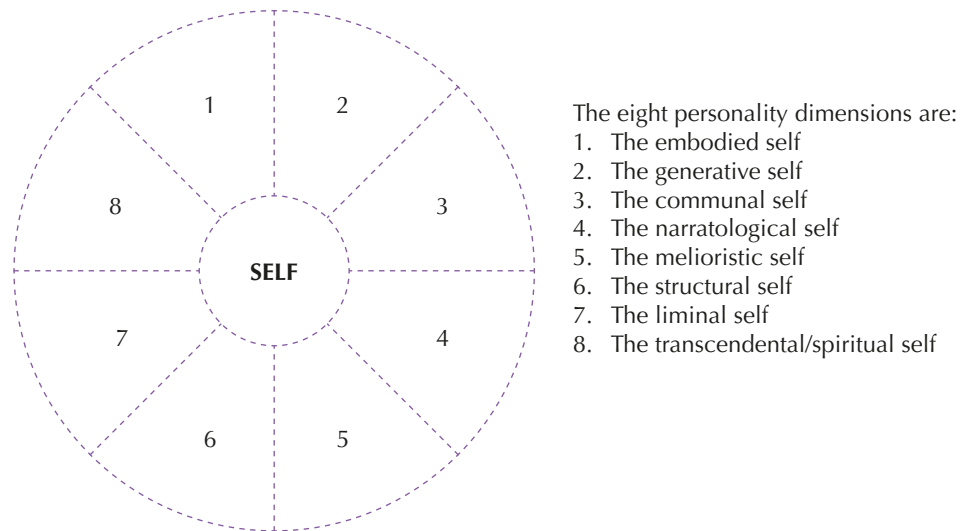 1
2
3
4
5
6
7
8
SELF
The eight personality dimensions are:
1. The embodied self
2. The generative self
3. The communal self
4. The narratological self
5. The melioristic self
6. The structural self
7. The liminal self
8. The transcendental/spiritual self